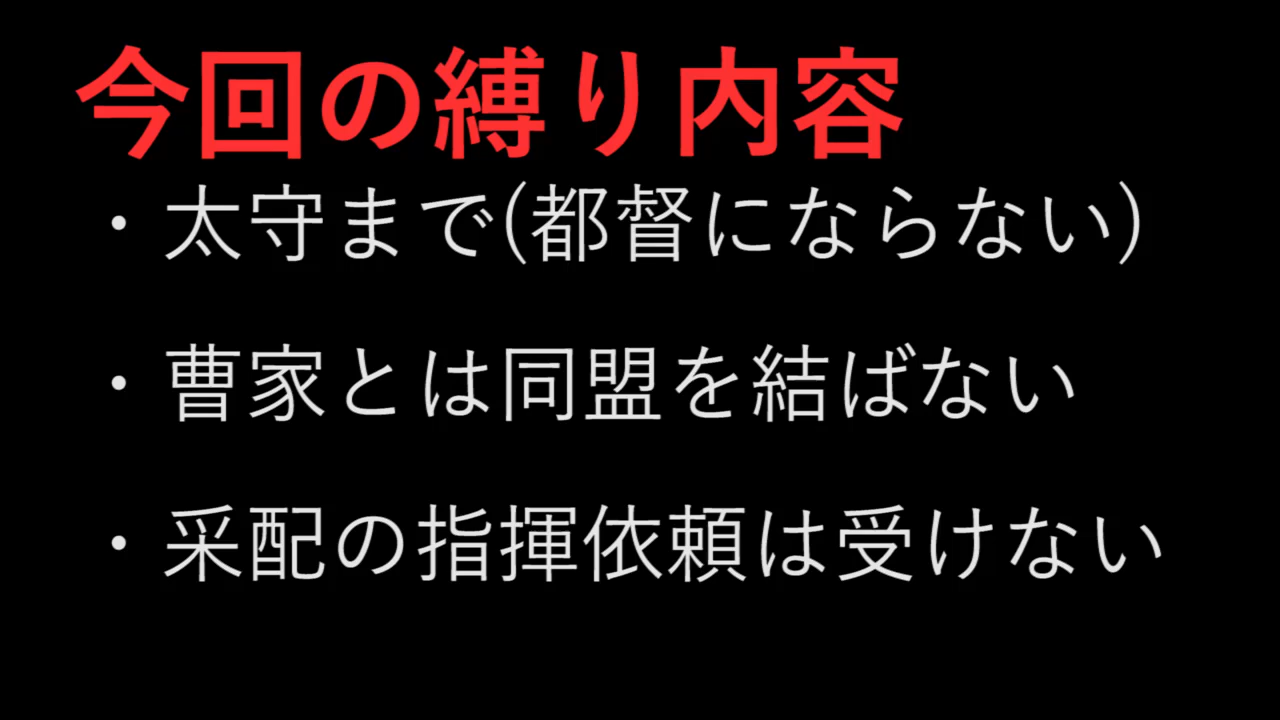 今回の縛り内容
・太守まで(都督にならない)
・曹家とは同盟を結ばない
・采配の指揮依頼は受けない